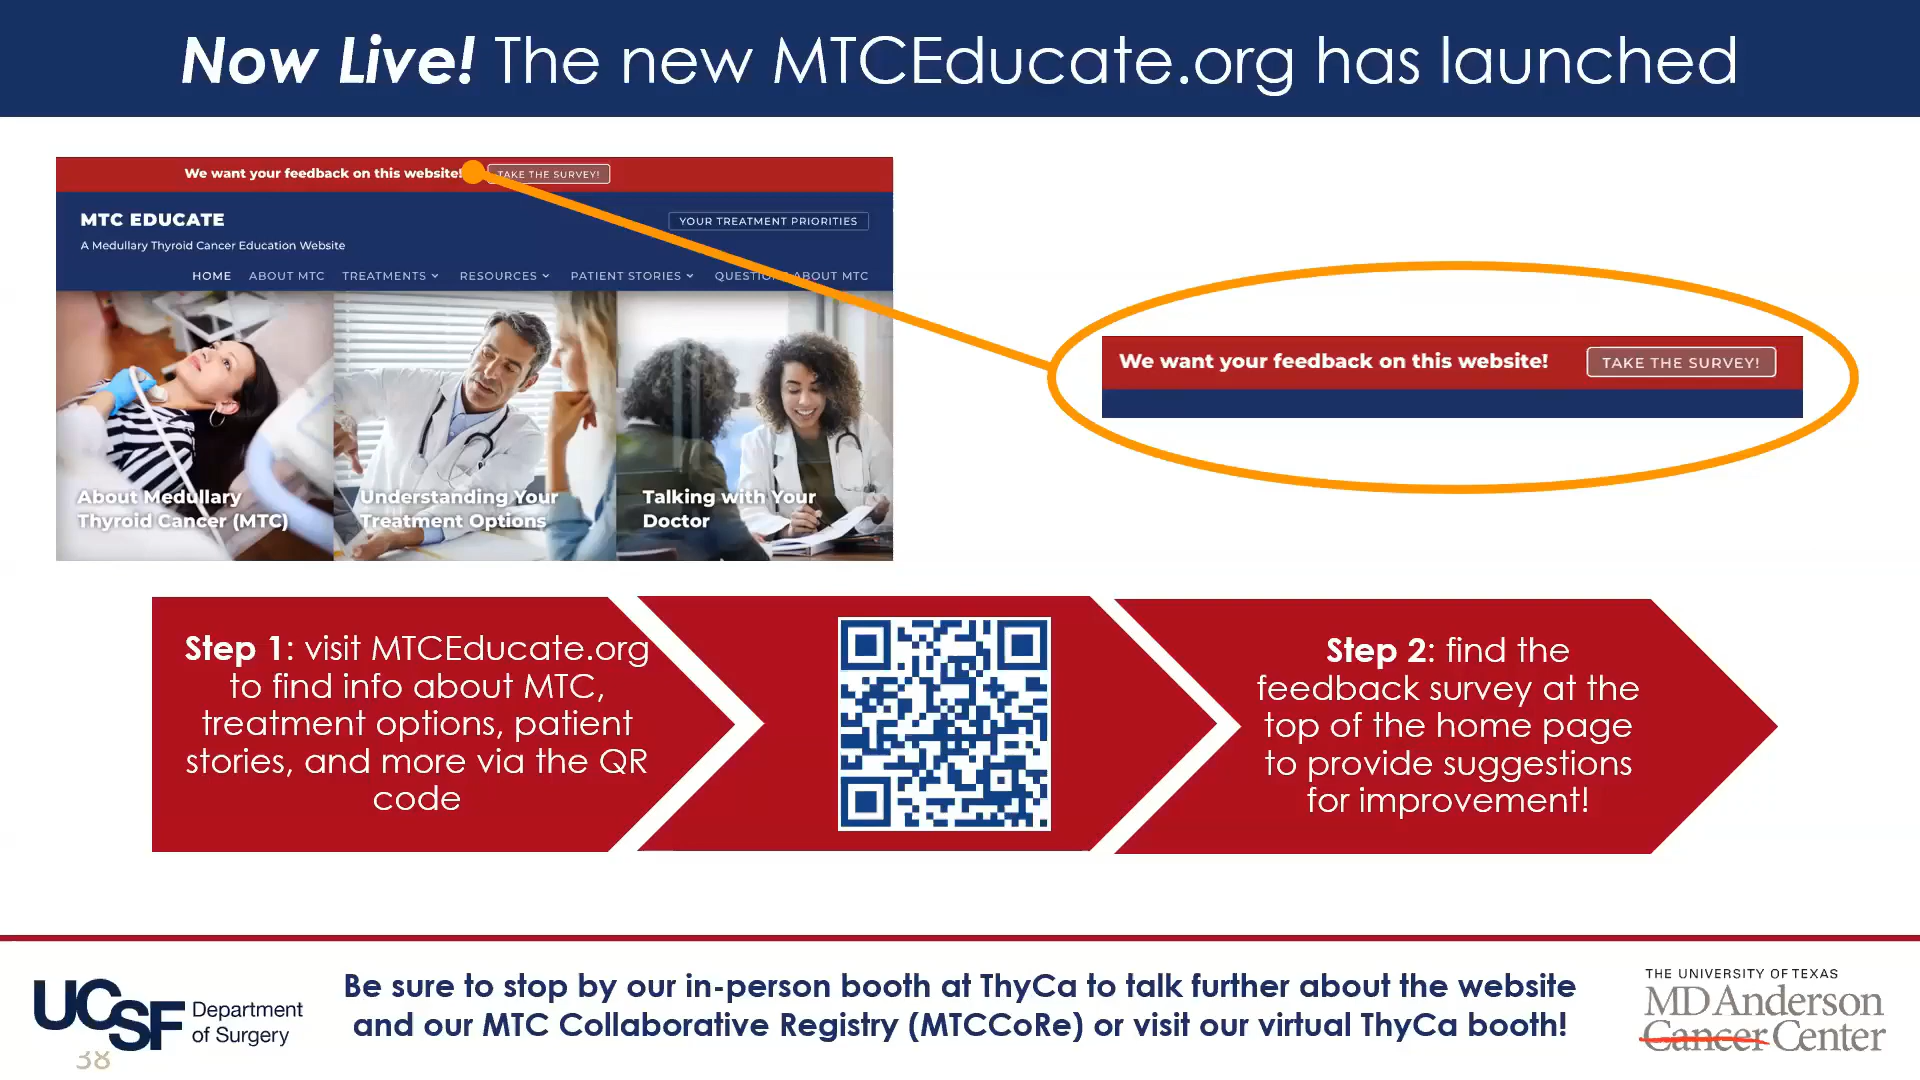 Now Live! The new MTCEducate.org has launched
We want your feedback on this website!
TAKE THE SURVEY!
MTC EDUCATE
YOUR TREATMENT PRIORITIES
A Medullary Thyroid Cancer Education Website
HOME ABOUT MTC TREATMENTS RESOURCES PATIENT STORIES QUESTIONS ABOUT MTC
About Medullary
Thyroid Cancer (MTC)
Understanding Your
Treatment Options
Talking with Your
Doctor
We want your feedback on this website! TAKE THE SURVEY!
Step 1: visit MTCEducate.org
to find info about MTC,
treatment options, patient
stories, and more via the QR
code
Step 2: find the
feedback survey at the
top of the home page
to provide suggestions
for improvement!
UCSF Department
of Surgery
38
Be sure to stop by our in-person booth at ThyCa to talk further about the website
and our MTC Collaborative Registry (MTCCoRe) or visit our virtual ThyCa booth!
THE UNIVERSITY OF TEXAS
MD Anderson
Cancer Center